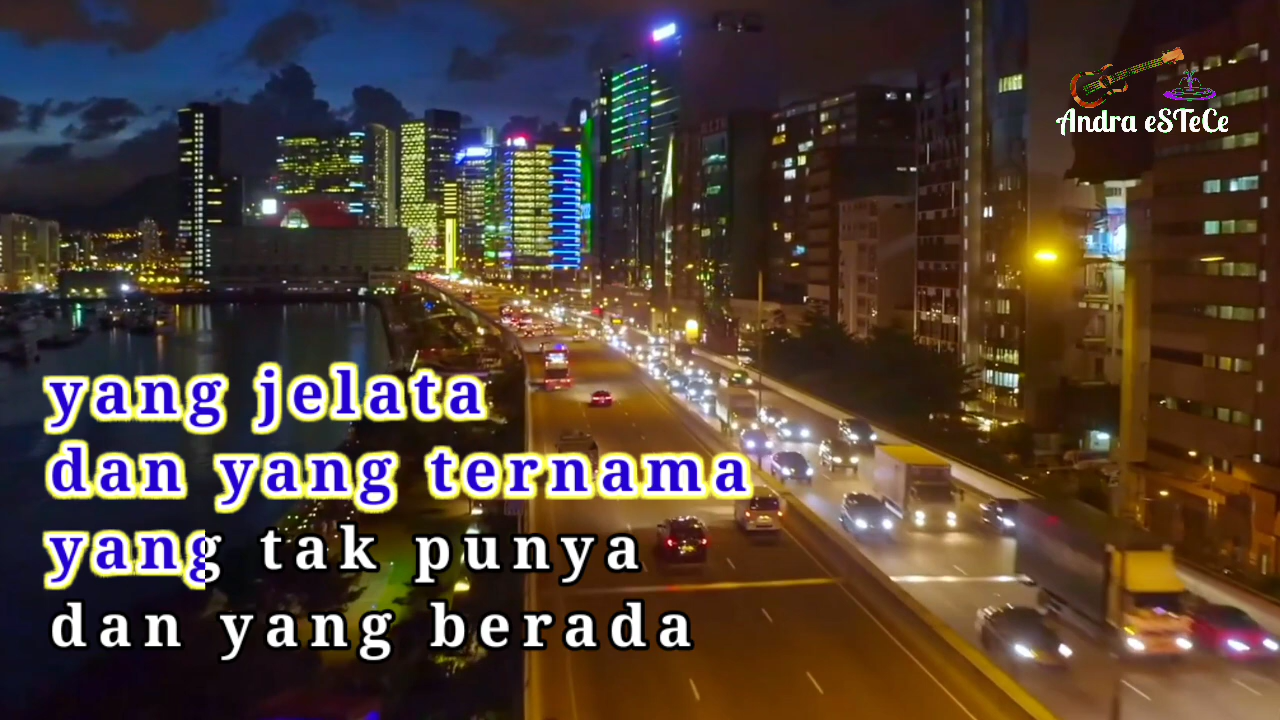 Andra eSTeCe
yang jelata
dan yang ternama
yang tak punya
dan yang berada